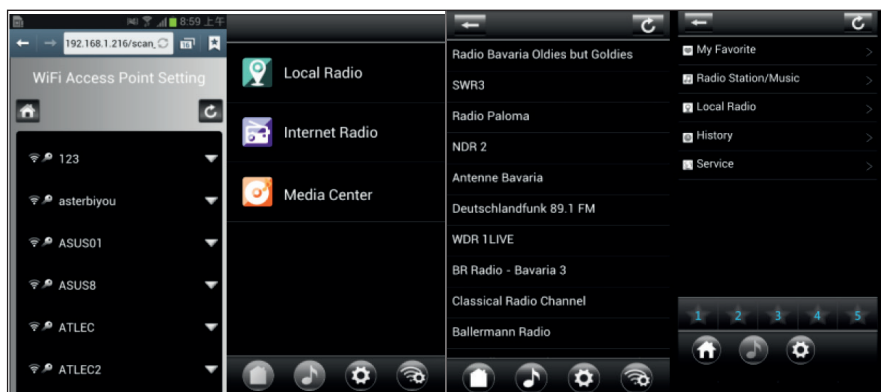 8:59 上午
192.168.1.216/scan_
WiFi Access Point Setting
123
asterbiyou
ASUS01
ASUS8
ATLEC
ATLEC2
Local Radio
Internet Radio
Media Center
Radio Bavaria Oldies but Goldies
SWR3
Radio Paloma
NDR 2
Antenne Bavaria
Deutschlandfunk 89.1 FM
WDR 1LIVE
BR Radio - Bavaria 3
Classical Radio Channel
Ballermann Radio
My Favorite
Radio Station/Music
Local Radio
History
Service
1 2 3 4 5